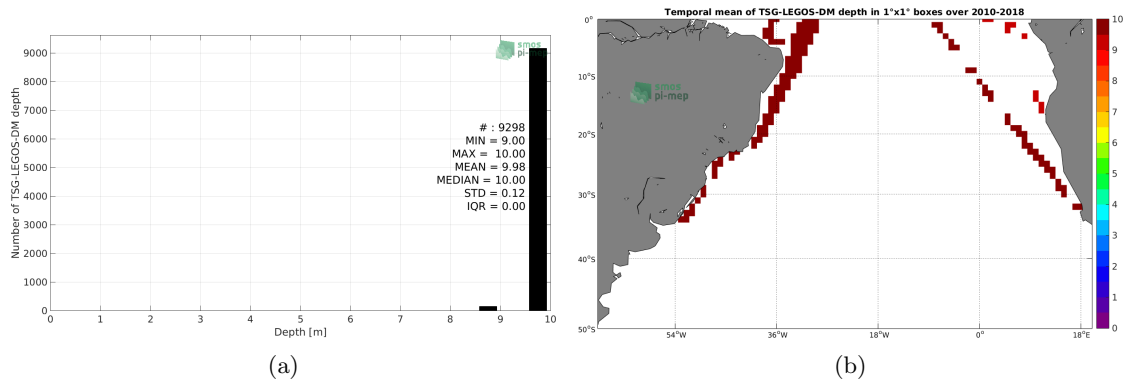 9000
8000
7000
6000
5000
4000
3000
2000
1000
0
Number of TSG-LEGOS-DM depth
smos
pi-mep
# : 9298
MIN = 9.00
MAX = 10.00
MEAN = 9.98
MEDIAN = 10.00
STD = 0.12
IQR = 0.00
0 1 2 3 4 5 6 7 8 9 10
Depth [m]
(a)
Temporal mean of TSG-LEGOS-DM depth in 1°x1° boxes over 2010-2018
0°
10°S
20°S
30°S
40°S
50°S
smos
pi-mep
54°W 36°W 18°W 0° 18°E
10
9
8
7
6
5
4
3
2
1
0
(b)